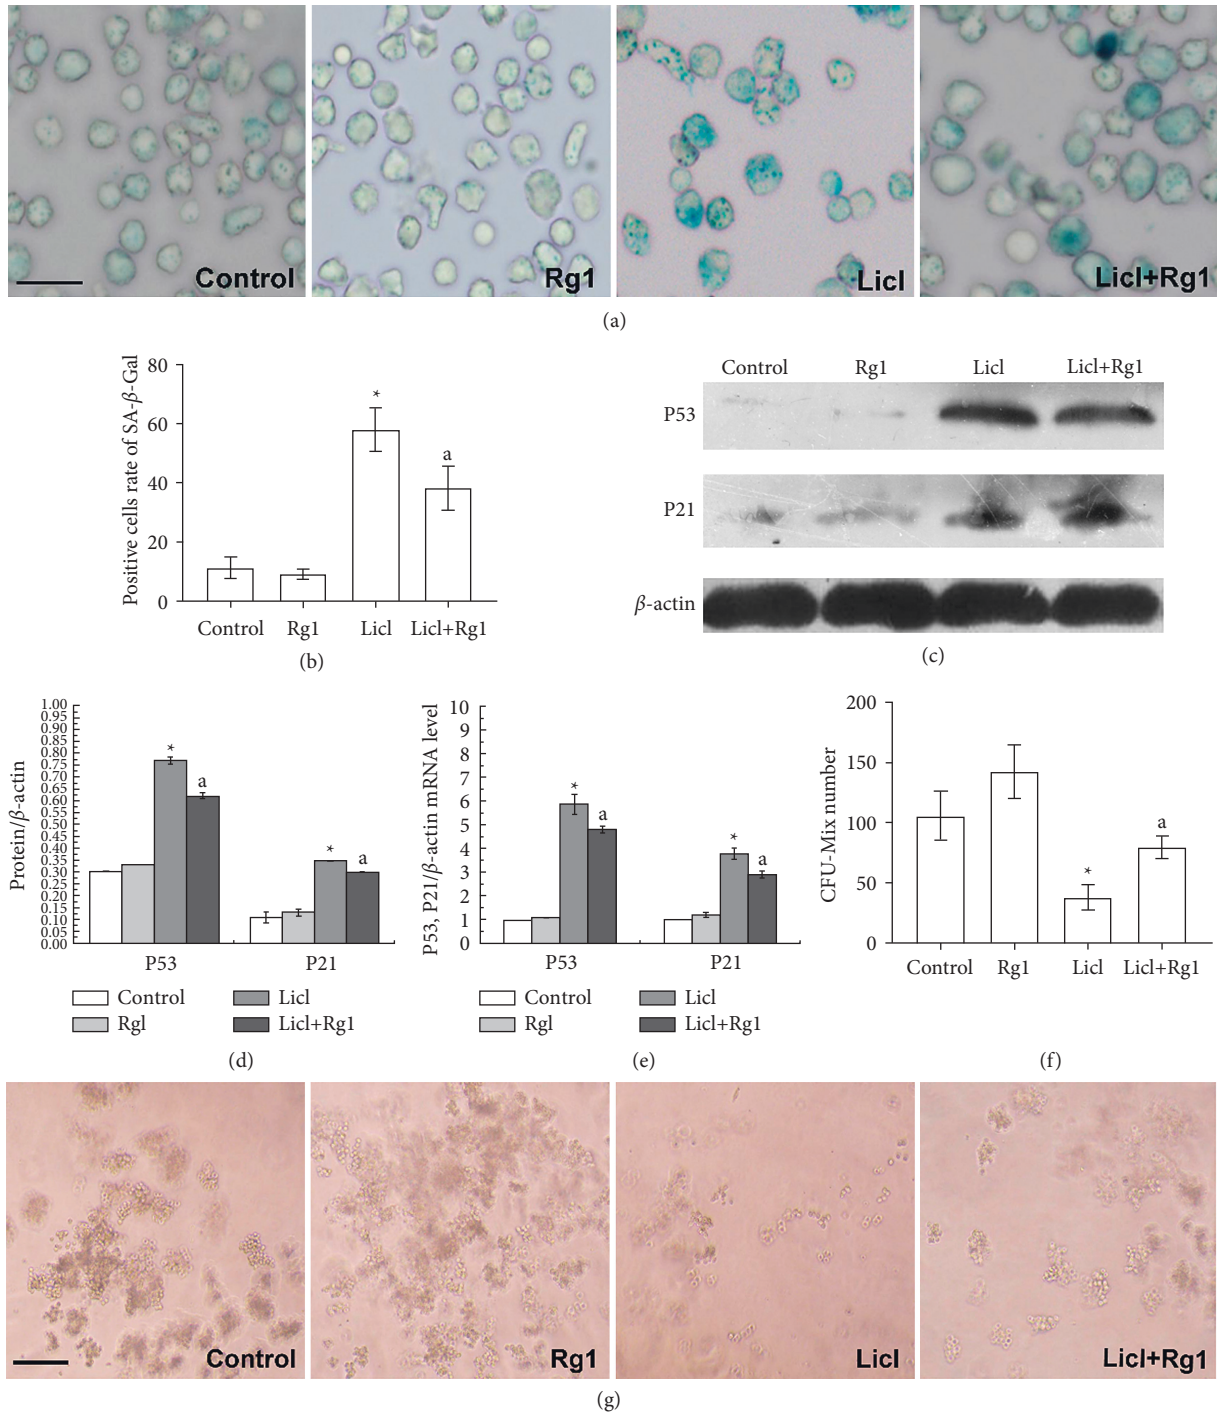 Control
Rg1
Licl
Licl+Rg1
(a)
Positive cells rate of SA-β-Gal
80
60
40
20
0
*
a
Control
Rg1
Licl
Licl+Rg1
(b)
Control
Rg1
Licl
Licl+Rg1
P53
P21
β-actin
(c)
Protein/β-actin
1.00
0.95
0.90
0.85
0.80
0.75
0.70
0.65
0.60
0.55
0.50
0.45
0.40
0.35
0.30
0.25
0.20
0.15
0.10
0.05
0.00
*
a
*
a
P53
P21
Control
Rgl
Licl
Licl+Rg1
(d)
P53, P21/β-actin mRNA level
10
9
8
7
6
5
4
3
2
1
0
*
a
*
a
P53
P21
Control
Rgl
Licl
Licl+Rg1
(e)
CFU-Mix number
200
150
100
50
0
*
a
Control
Rg1
Licl
Licl+Rg1
(f)
Control
Rg1
Licl
Licl+Rg1
(g)